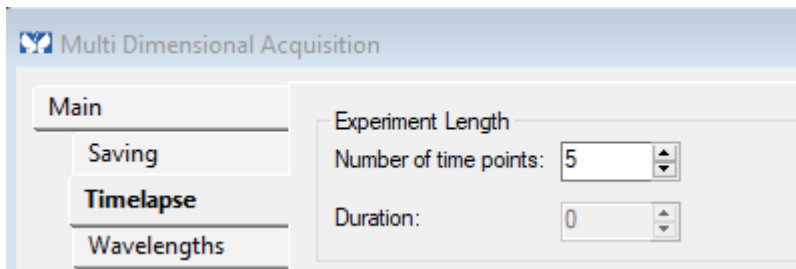 Multi Dimensional Acquisition
Main
Saving
Timelapse
Wavelengths
Experiment Length
Number of time points: 5
Duration: 0